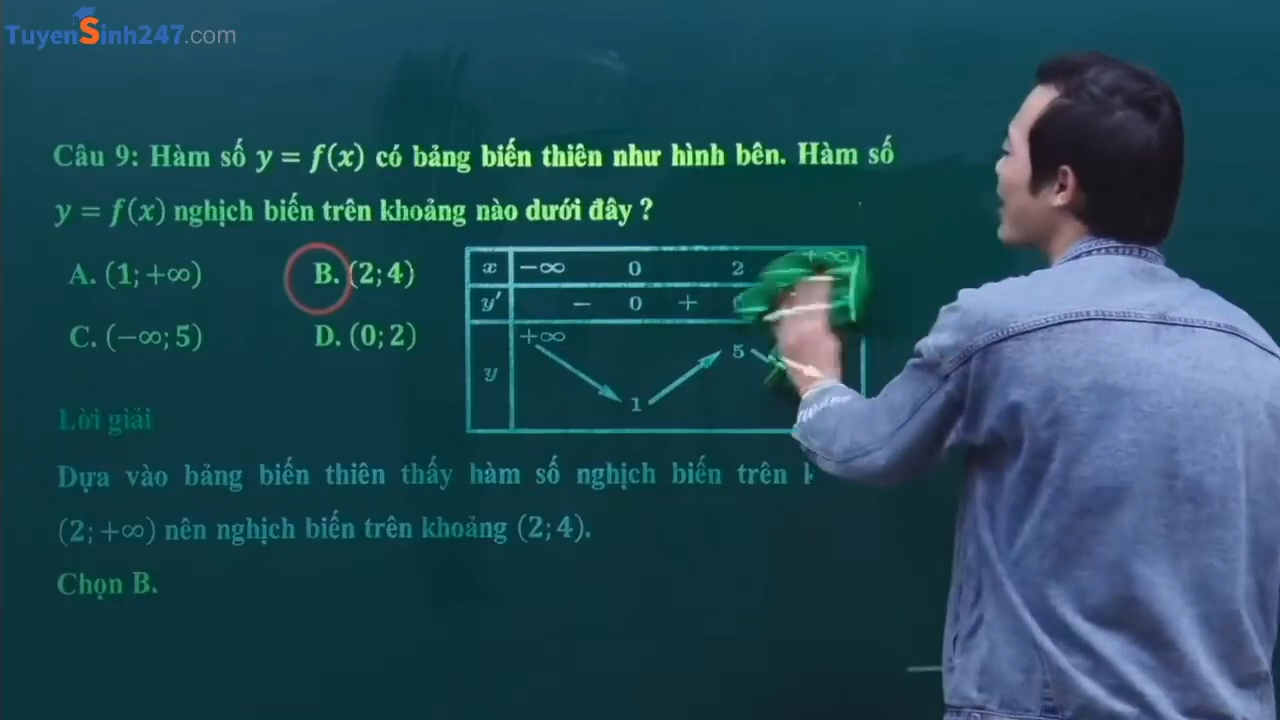 TuyenSinh247.com
Câu 9: Hàm số y = f(x) có bảng biến thiên như hình bên. Hàm số
y = f(x) nghịch biến trên khoảng nào dưới đây ?
A. (1; +∞) B. (2; 4)
C. (−∞; 5) D. (0; 2)
x −∞ 0 2 +∞
y' − 0 +
+∞ 5
y
1
Lời giải
Dựa vào bảng biến thiên thấy hàm số nghịch biến trên
(2; +∞) nên nghịch biến trên khoảng (2; 4).
Chọn B.